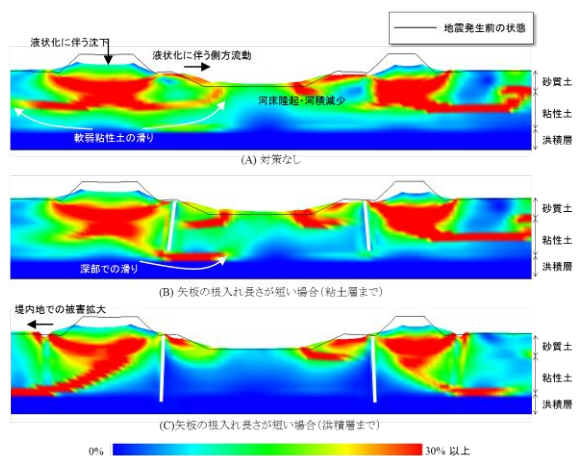 液状化に伴う沈下
液状化に伴う側方流動
地震発生前の状態
河床隆起・河積減少
軟弱粘性土の滑り
砂質土
粘性土
洪積層
(A) 対策なし
深部での滑り
砂質土
粘性土
洪積層
(B) 矢板の根入れ長さが短い場合(粘土層まで)
堤内地での被害拡大
砂質土
粘性土
洪積層
(C)矢板の根入れ長さが短い場合(洪積層まで)
0%
30% 以上